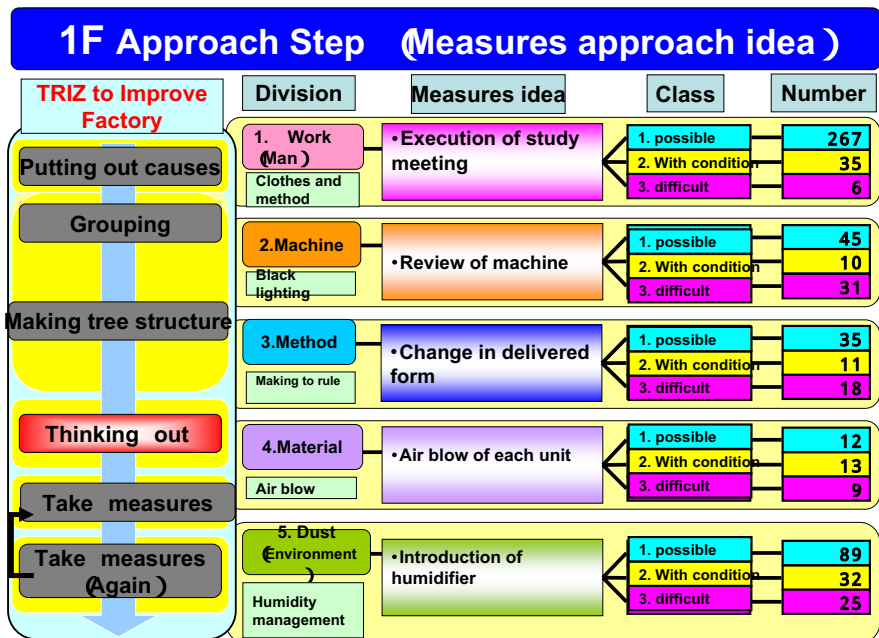 1F Approach Step (Measures approach idea)
TRIZ to Improve
Factory
Putting out causes
Grouping
Making tree structure
Thinking out
Take measures
Take measures
(Again)
Division
Measures idea
Class
Number
1. Work
(Man)
Clothes and
method
・Execution of study
meeting
1. possible
267
2. With condition
35
3. difficult
6
2.Machine
Black
lighting
・Review of machine
1. possible
45
2. With condition
10
3. difficult
31
3.Method
Making to rule
・Change in delivered
form
1. possible
35
2. With condition
11
3. difficult
18
4.Material
Air blow
・Air blow of each unit
1. possible
12
2. With condition
13
3. difficult
9
5. Dust
(Environment
)
Humidity
management
・Introduction of
humidifier
1. possible
89
2. With condition
32
3. difficult
25